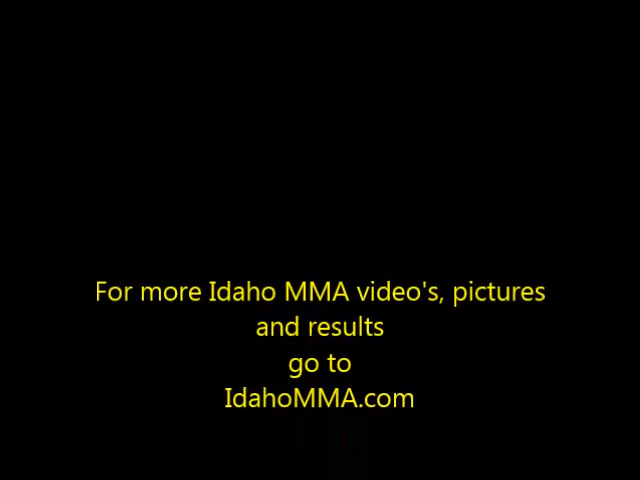 For more Idaho MMA video's, pictures
and results
go to
IdahoMMA.com